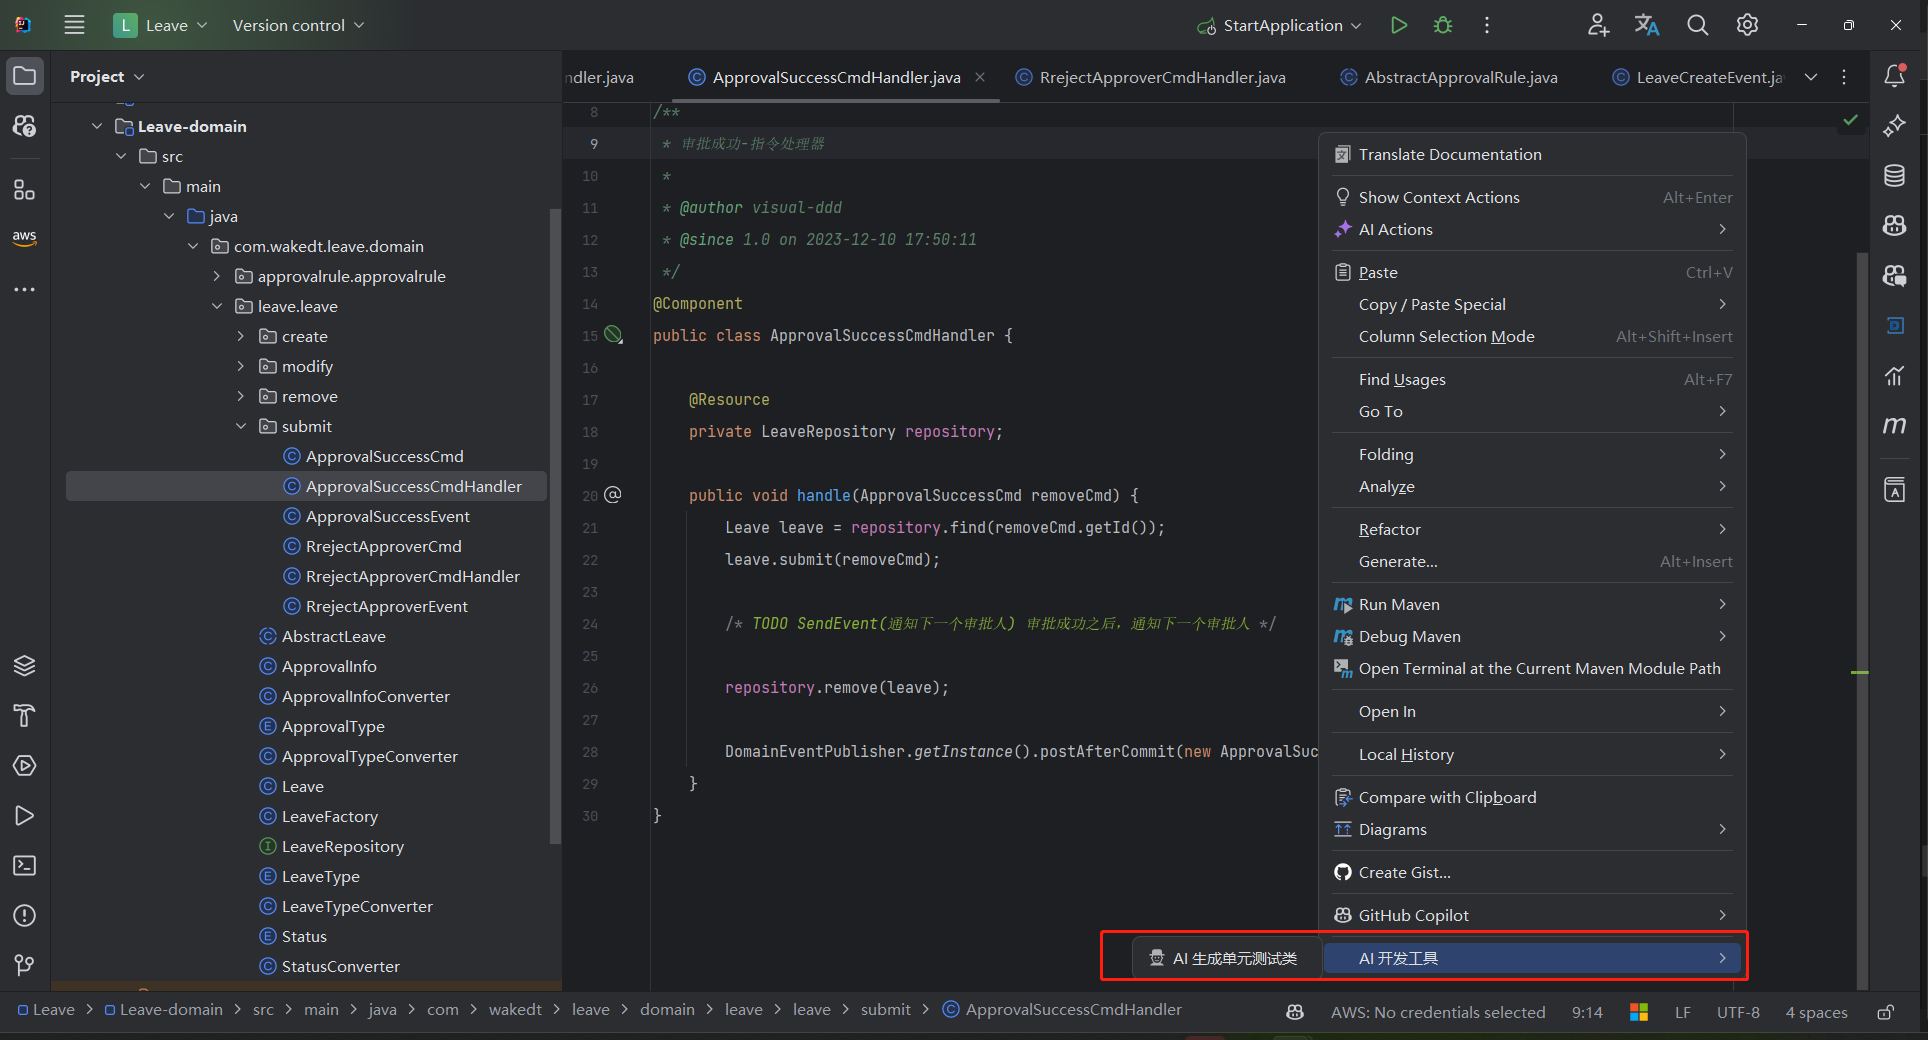 L Leave Version control StartApplication
Project
ndler.java ApprovalSuccessCmdHandler.java RrejectApproverCmdHandler.java AbstractApprovalRule.java LeaveCreateEvent.ja
Leave-domain
src
main
java
com.wakedt.leave.domain
approvalrule.approvalrule
leave.leave
create
modify
remove
submit
ApprovalSuccessCmd
ApprovalSuccessCmdHandler
ApprovalSuccessEvent
RrejectApproverCmd
RrejectApproverCmdHandler
RrejectApproverEvent
AbstractLeave
ApprovalInfo
ApprovalInfoConverter
ApprovalType
ApprovalTypeConverter
Leave
LeaveFactory
LeaveRepository
LeaveType
LeaveTypeConverter
Status
StatusConverter
aws
8 /**
9 * 审批成功-指令处理器
10 *
11 * @author visual-ddd
12 * @since 1.0 on 2023-12-10 17:50:11
13 */
14 @Component
15 public class ApprovalSuccessCmdHandler {
16
17 @Resource
18 private LeaveRepository repository;
19
20 public void handle(ApprovalSuccessCmd removeCmd) {
21 Leave leave = repository.find(removeCmd.getId());
22 leave.submit(removeCmd);
23
24 /* TODO SendEvent(通知下一个审批人) 审批成功之后，通知下一个审批人 */
25
26 repository.remove(leave);
27
28 DomainEventPublisher.getInstance().postAfterCommit(new ApprovalSuc
29 }
30 }
Translate Documentation
Show Context Actions Alt+Enter
AI Actions
Paste Ctrl+V
Copy / Paste Special
Column Selection Mode Alt+Shift+Insert
Find Usages Alt+F7
Go To
Folding
Analyze
Refactor
Generate... Alt+Insert
Run Maven
Debug Maven
Open Terminal at the Current Maven Module Path
Open In
Local History
Compare with Clipboard
Diagrams
Create Gist...
GitHub Copilot
AI 开发工具
AI 生成单元测试类
Leave > Leave-domain > src > main > java > com > wakedt > leave > domain > leave > leave > submit > ApprovalSuccessCmdHandler
AWS: No credentials selected 9:14 LF UTF-8 4 spaces